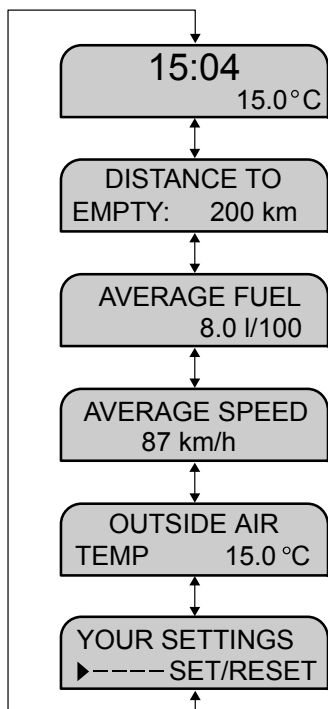 15:04
15.0°C
DISTANCE TO
EMPTY: 200 km
AVERAGE FUEL
8.0 l/100
AVERAGE SPEED
87 km/h
OUTSIDE AIR
TEMP 15.0 °C
YOUR SETTINGS
▶---- SET/RESET